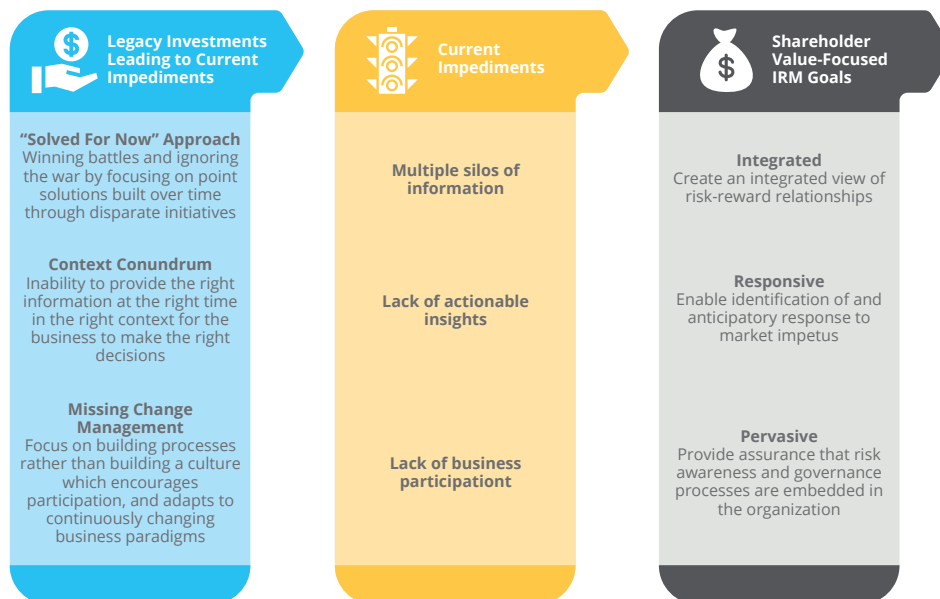 Legacy Investments
Leading to Current
Impediments
“Solved For Now” Approach
Winning battles and ignoring
the war by focusing on point
solutions built over time
through disparate initiatives
Context Conundrum
Inability to provide the right
information at the right time
in the right context for the
business to make the right
decisions
Missing Change
Management
Focus on building processes
rather than building a culture
which encourages
participation, and adapts to
continuously changing
business paradigms
Current
Impediments
Multiple silos of
information
Lack of actionable
insights
Lack of business
participationt
Shareholder
Value-Focused
IRM Goals
Integrated
Create an integrated view of
risk-reward relationships
Responsive
Enable identification of and
anticipatory response to
market impetus
Pervasive
Provide assurance that risk
awareness and governance
processes are embedded in
the organization